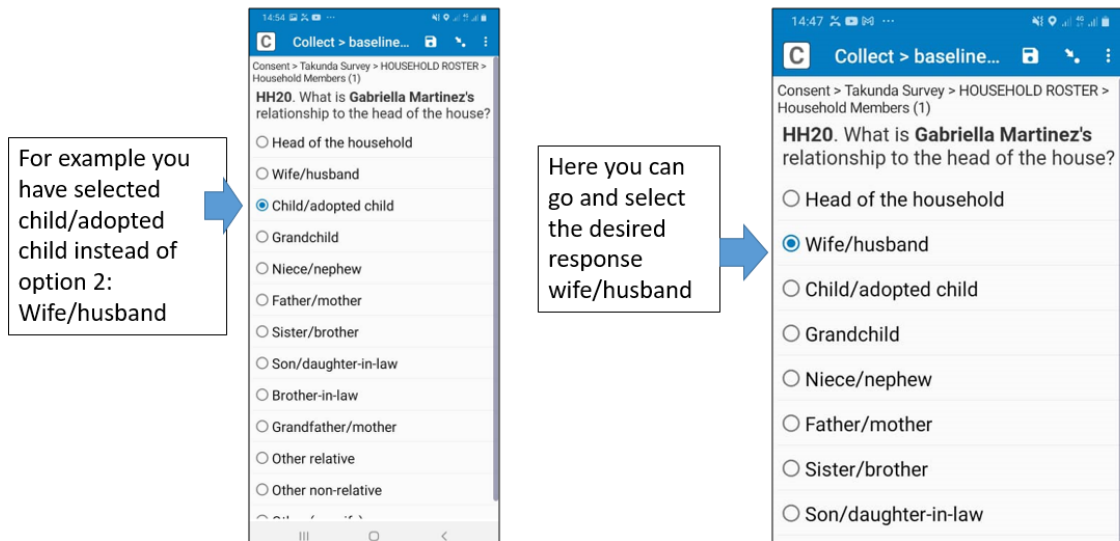 For example you
have selected
child/adopted
child instead of
option 2:
Wife/husband
14:54
C Collect > baseline...
Consent > Takunda Survey > HOUSEHOLD ROSTER >
Household Members (1)
HH20. What is Gabriella Martinez's
relationship to the head of the house?
Head of the household
Wife/husband
Child/adopted child
Grandchild
Niece/nephew
Father/mother
Sister/brother
Son/daughter-in-law
Brother-in-law
Grandfather/mother
Other relative
Other non-relative
Here you can
go and select
the desired
response
wife/husband
14:47
C Collect > baseline...
Consent > Takunda Survey > HOUSEHOLD ROSTER >
Household Members (1)
HH20. What is Gabriella Martinez's
relationship to the head of the house?
Head of the household
Wife/husband
Child/adopted child
Grandchild
Niece/nephew
Father/mother
Sister/brother
Son/daughter-in-law